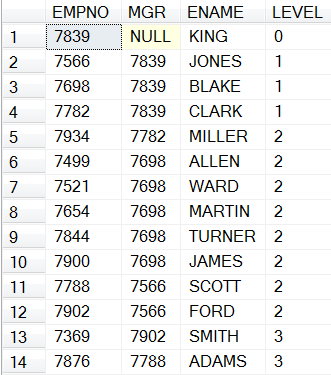 EMPNO MGR ENAME LEVEL
1 7839 NULL KING 0
2 7566 7839 JONES 1
3 7698 7839 BLAKE 1
4 7782 7839 CLARK 1
5 7934 7782 MILLER 2
6 7499 7698 ALLEN 2
7 7521 7698 WARD 2
8 7654 7698 MARTIN 2
9 7844 7698 TURNER 2
10 7900 7698 JAMES 2
11 7788 7566 SCOTT 2
12 7902 7566 FORD 2
13 7369 7902 SMITH 3
14 7876 7788 ADAMS 3